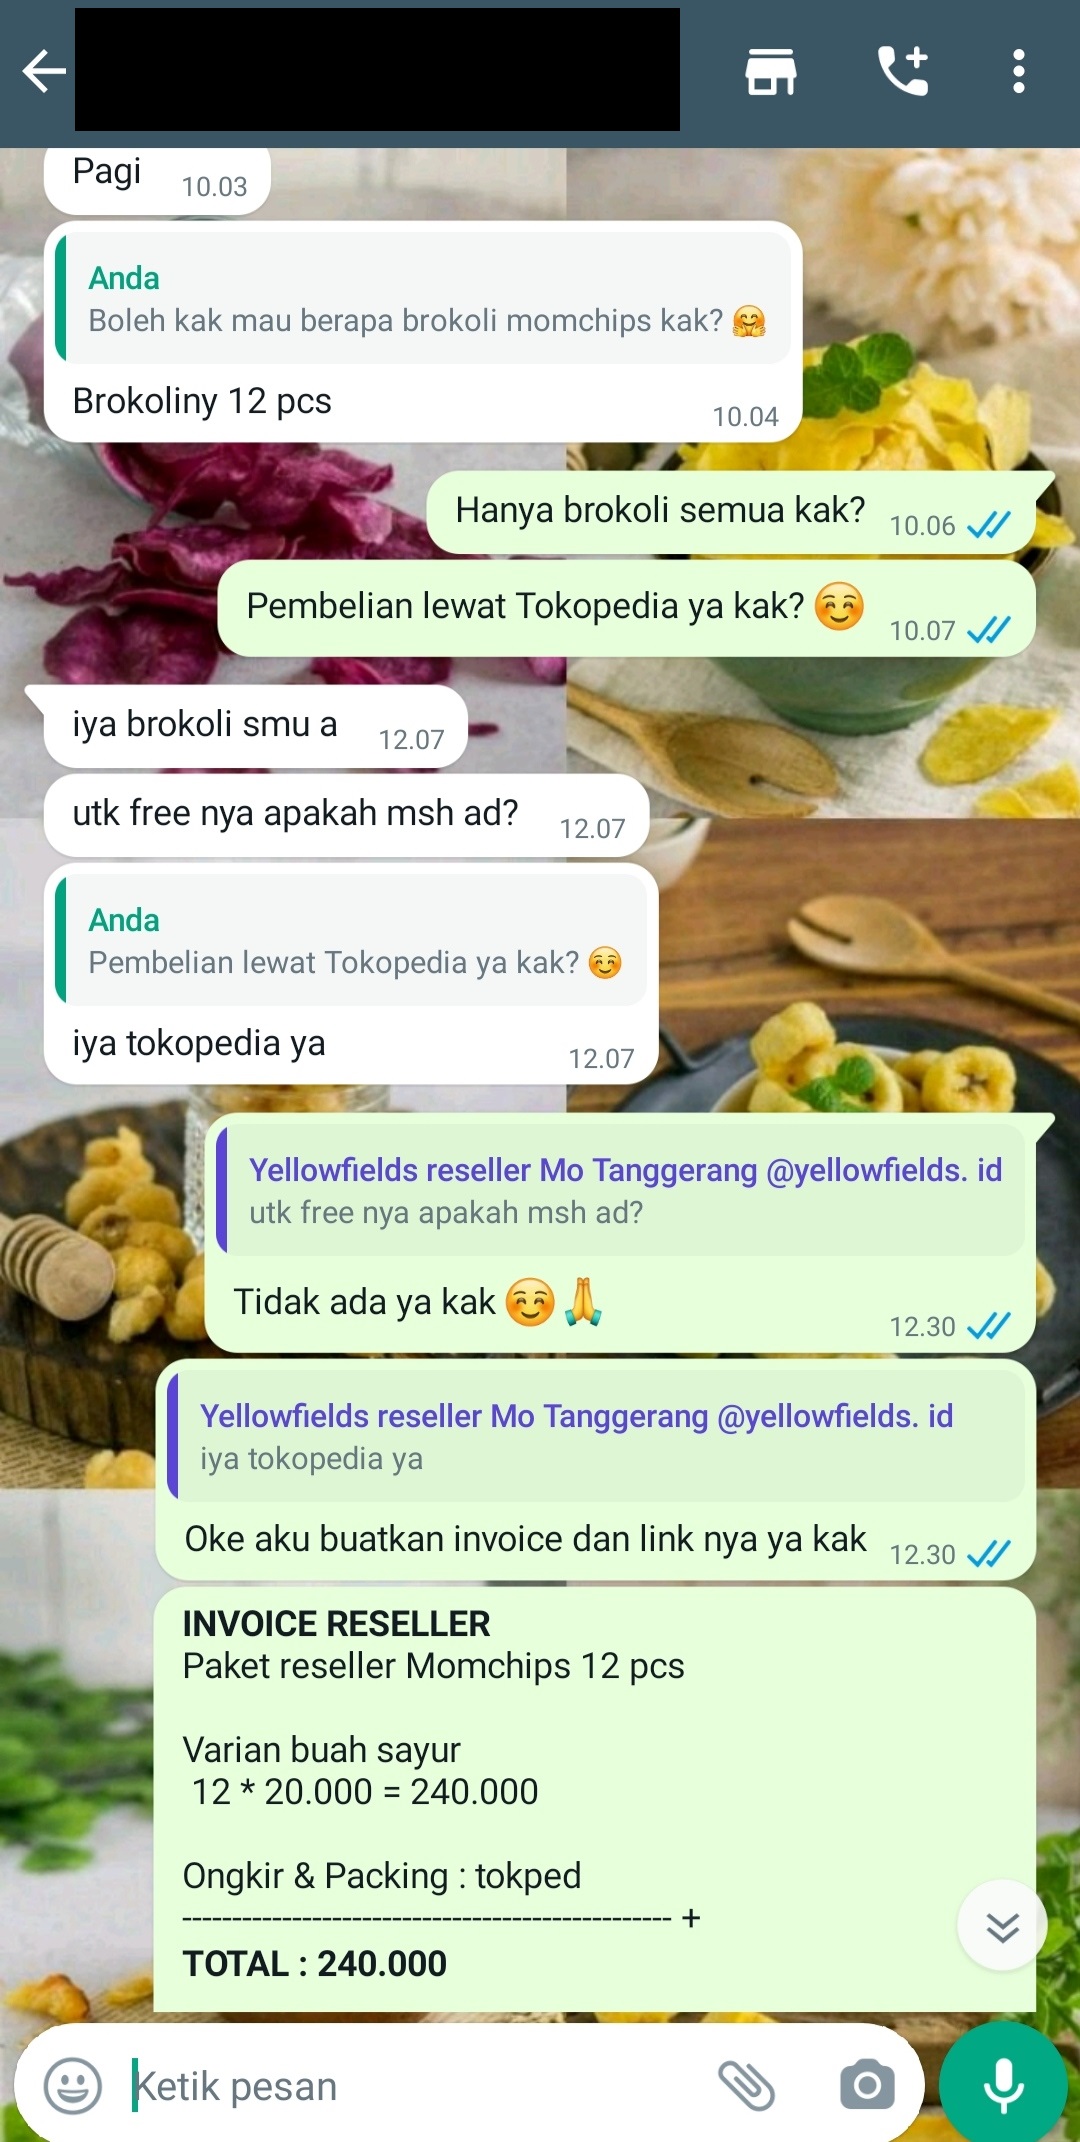 Pagi 10.03
Anda
Boleh kak mau berapa brokoli momchips kak? 🤗
Brokoliny 12 pcs 10.04
Hanya brokoli semua kak? 10.06
Pembelian lewat Tokopedia ya kak? ☺️ 10.07
iya brokoli smu a 12.07
utk free nya apakah msh ad? 12.07
Anda
Pembelian lewat Tokopedia ya kak? ☺️
iya tokopedia ya 12.07
Yellowfields reseller Mo Tanggerang @yellowfields. id
utk free nya apakah msh ad?
Tidak ada ya kak ☺️🙏 12.30
Yellowfields reseller Mo Tanggerang @yellowfields. id
iya tokopedia ya
Oke aku buatkan invoice dan link nya ya kak 12.30
INVOICE RESELLER
Paket reseller Momchips 12 pcs
Varian buah sayur
12 * 20.000 = 240.000
Ongkir & Packing : tokped
------------------------------------------------- +
TOTAL : 240.000
Ketik pesan